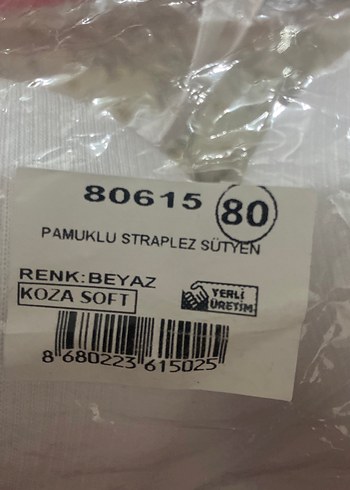 80615 80
PAMUKLU STRAPLEZ SÜTYEN
RENK:BEYAZ
KOZA SOFT
YERLİ
ÜRETİM
8 680223 615025